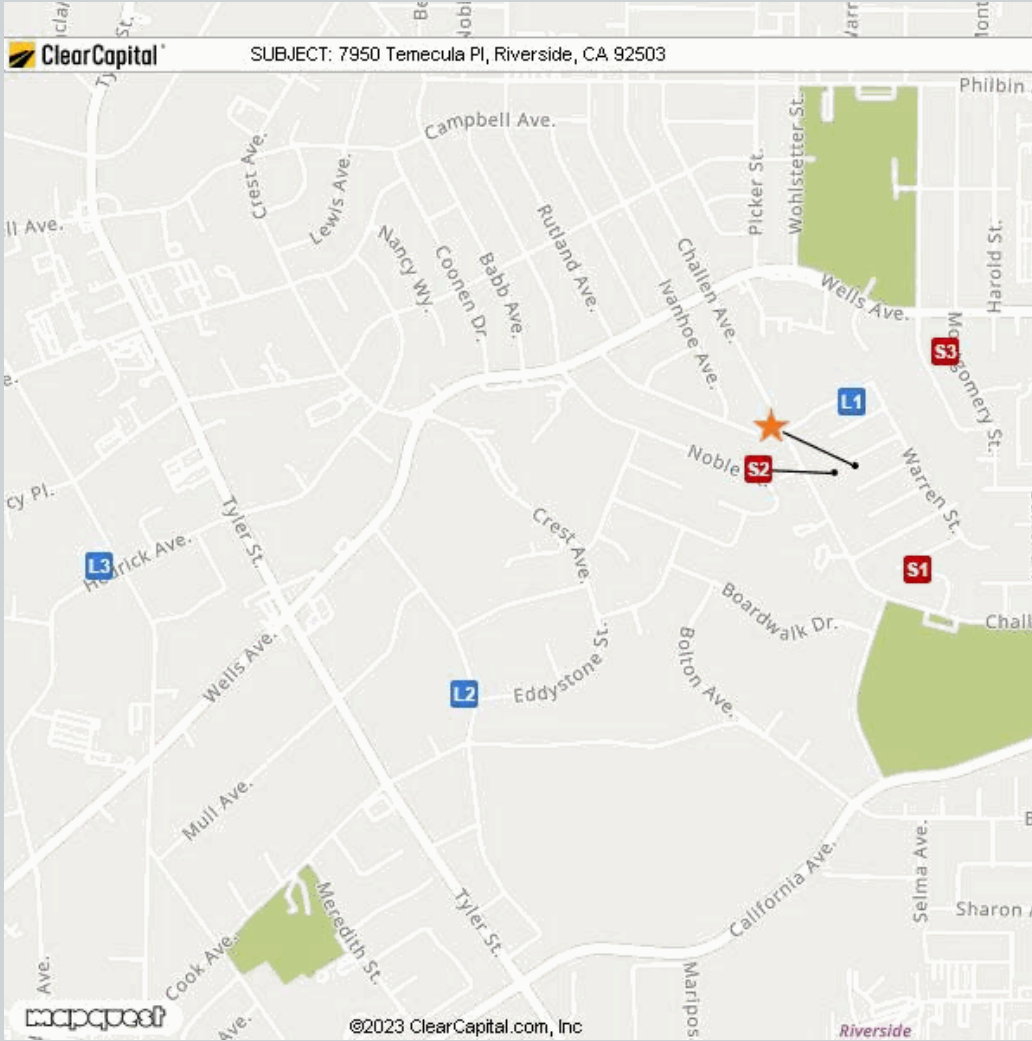 St.
ClearCapital
SUBJECT: 7950 Temecula Pl, Riverside, CA 92503
Philbin
Campbell Ave.
Crest Ave.
Lewis Ave.
Picker St.
Wohlstetter St.
ll Ave.
Nancy Wy.
Coonen Dr.
Babb Ave.
Rutland Ave.
Challen Ave.
Ivanhoe Ave.
Wells Ave.
Harold St.
Montgomery St.
S3
L1
Noble
S2
Warren St.
cy Pl.
Tyler St.
Crest Ave.
L3
Hedrick Ave.
S1
Boardwalk Dr.
Chall
Wells Ave.
L2
Eddystone St.
Bolton Ave.
Mull Ave.
California Ave.
Selma Ave.
Sharon
Meredith St.
Tyler St.
Cook Ave.
Ave.
Maripos
mapquest
Ave.
©2023 ClearCapital.com, Inc
Riverside